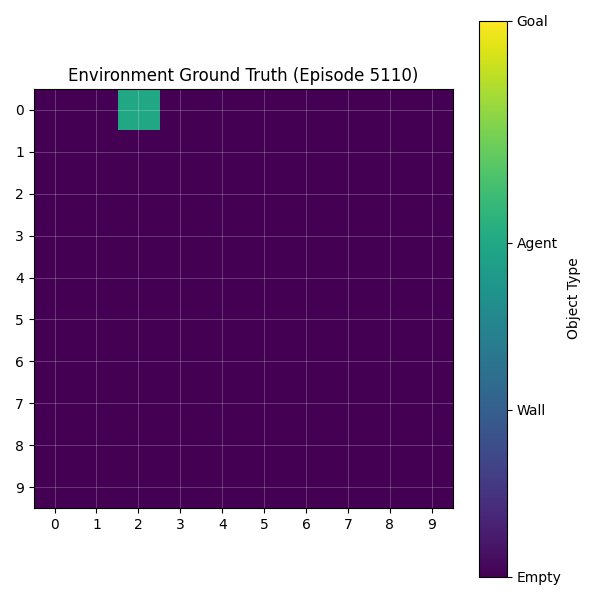 Environment Ground Truth (Episode 5110)
0
1
2
3
4
5
6
7
8
9
0 1 2 3 4 5 6 7 8 9
Goal
Agent
Wall
Empty
Object Type